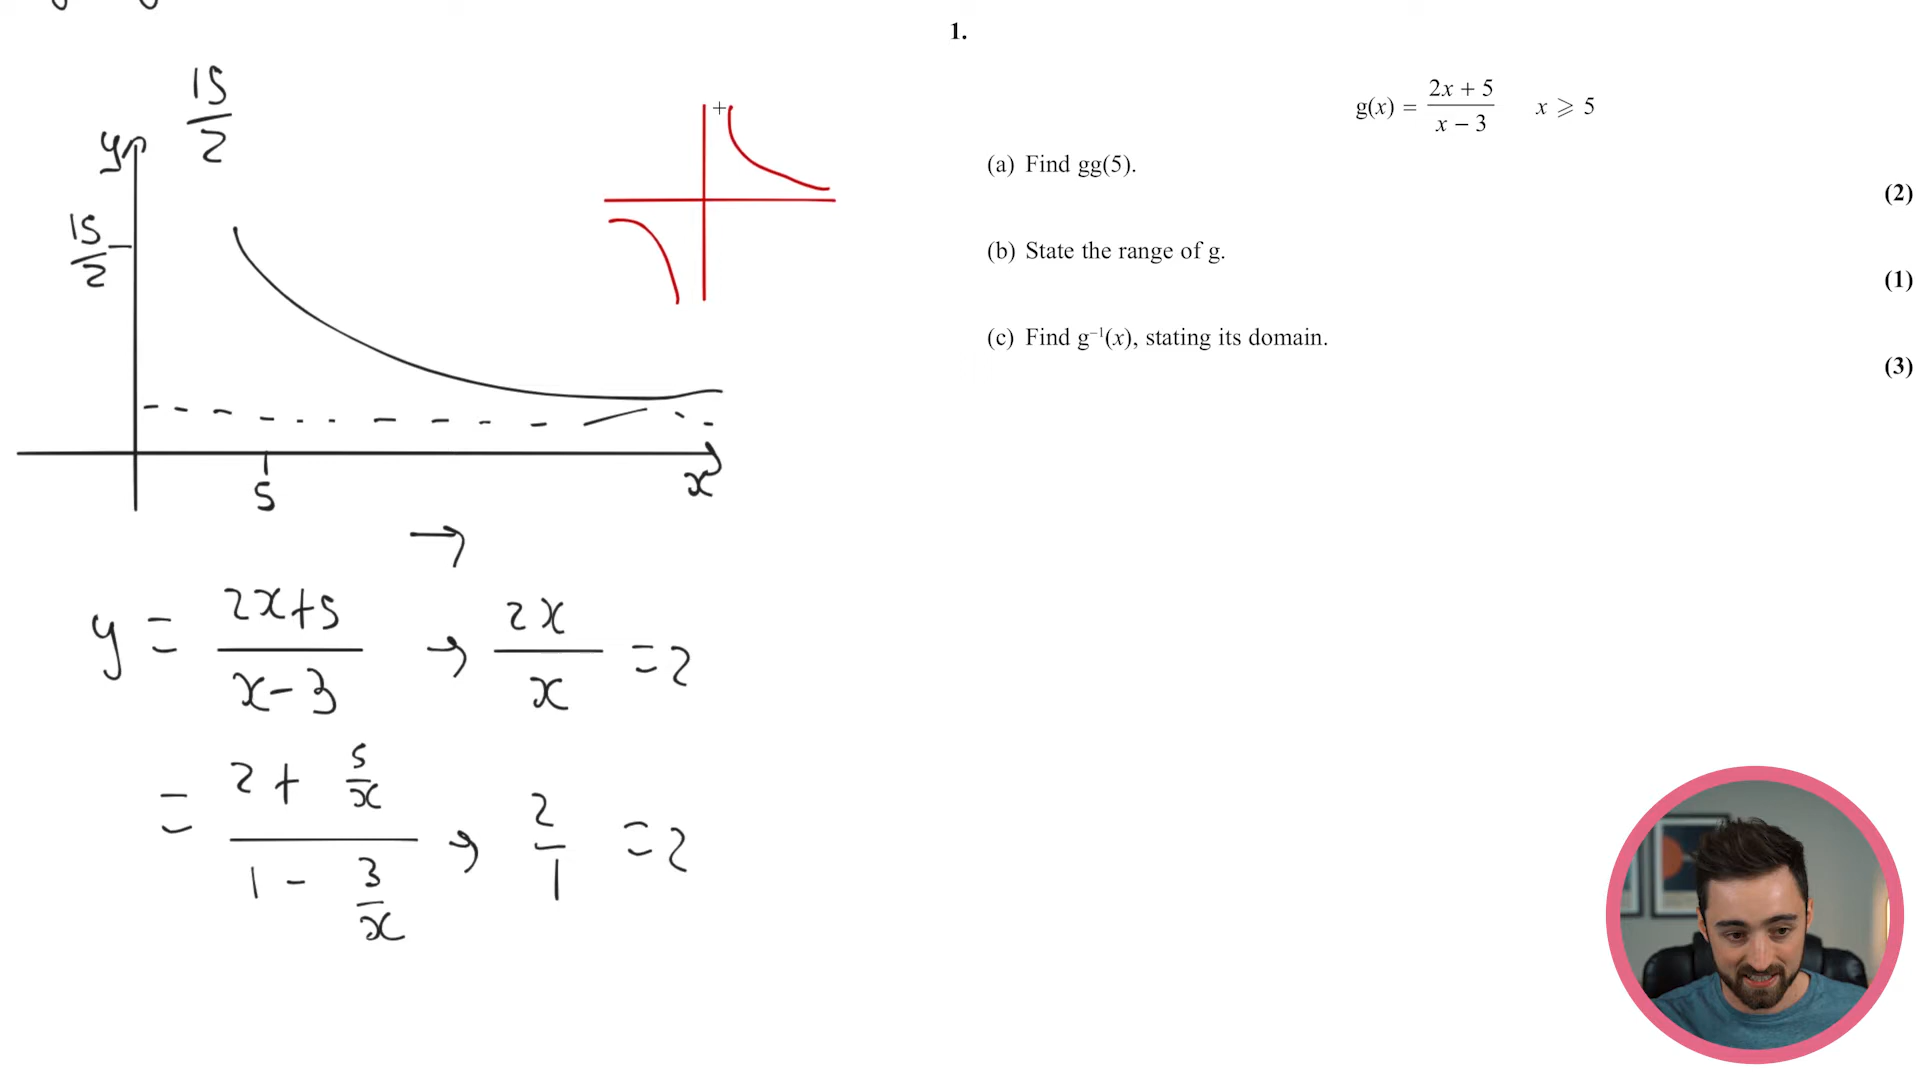 15/2
y
15/2
5
x
→
y = (2x+5)/(x-3) → 2x/x = 2
= (2 + 5/x)/(1 - 3/x) → 2/1 = 2
1.
g(x) = (2x + 5)/(x – 3)   x ⩾ 5
(a) Find gg(5).
(2)
(b) State the range of g.
(1)
(c) Find g⁻¹(x), stating its domain.
(3)